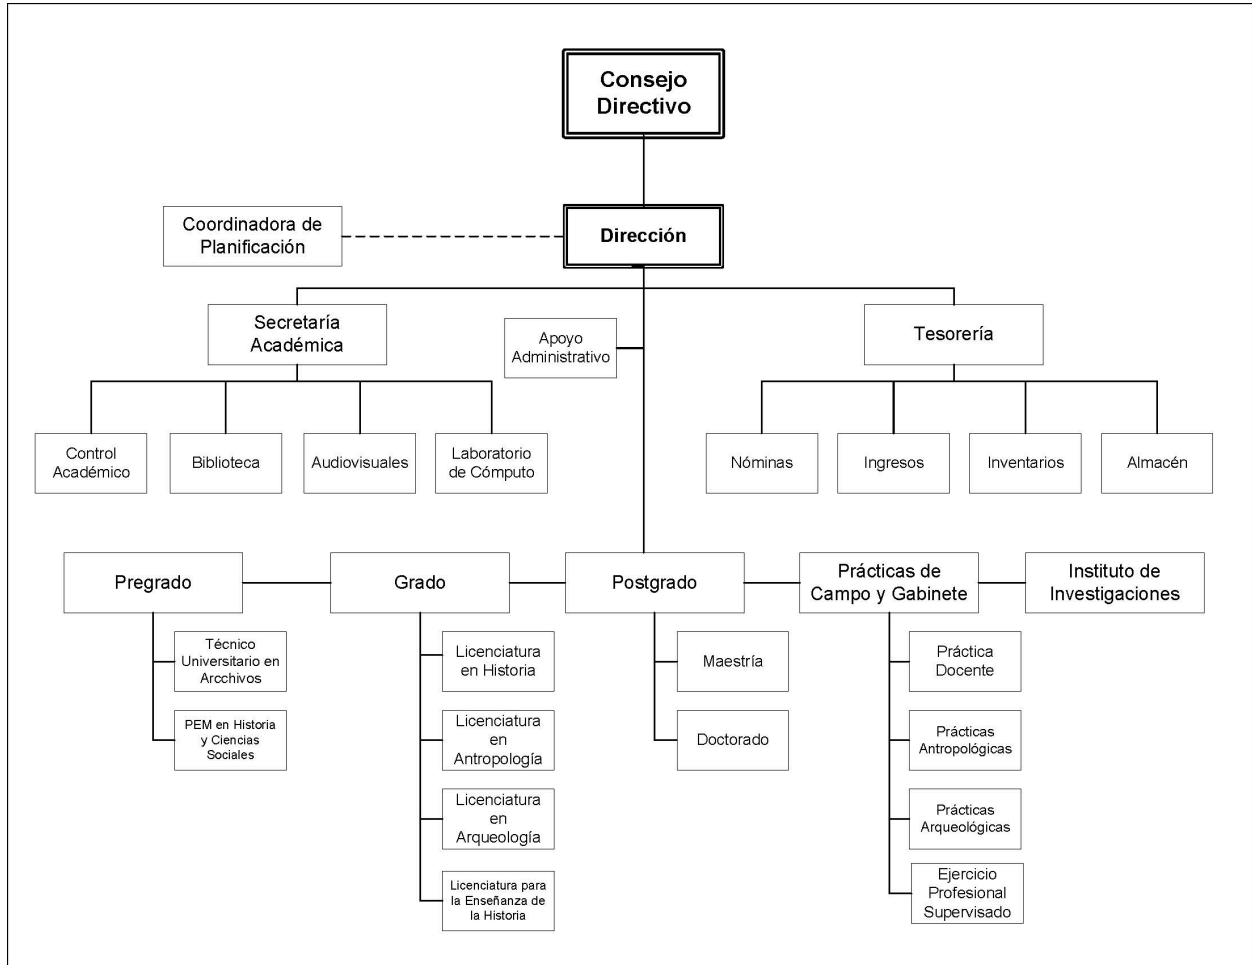 Consejo
Directivo
Coordinadora de
Planificación
Dirección
Secretaría
Académica
Apoyo
Administrativo
Tesorería
Control
Académico
Biblioteca
Audiovisuales
Laboratorio
de Cómputo
Nóminas
Ingresos
Inventarios
Almacén
Pregrado
Grado
Postgrado
Prácticas de
Campo y Gabinete
Instituto de
Investigaciones
Técnico
Universitario en
Arcchivos
PEM en Historia
y Ciencias
Sociales
Licenciatura
en Historia
Licenciatura
en
Antropología
Licenciatura
en
Arqueología
Licenciatura para
la Enseñanza de
la Historia
Maestría
Doctorado
Práctica
Docente
Prácticas
Antropológicas
Prácticas
Arqueológicas
Ejercicio
Profesional
Supervisado